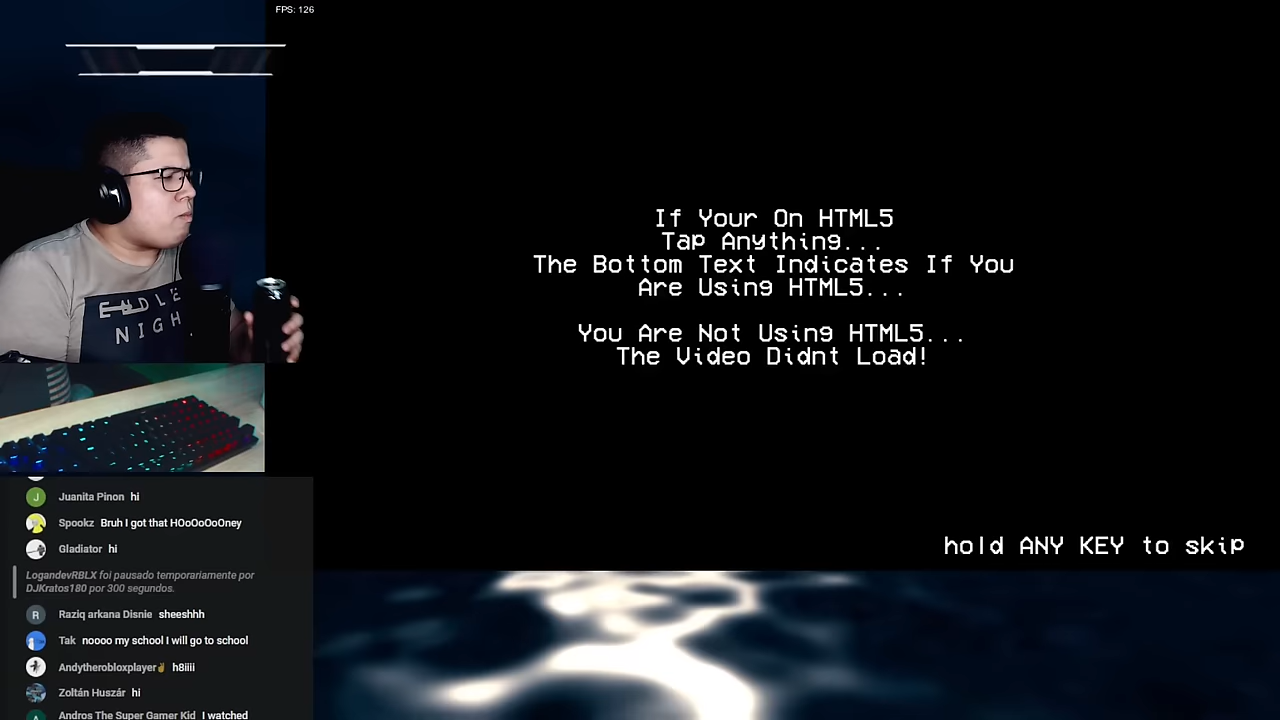 FPS: 126
If Your On HTML5
Tap Anything...
The Bottom Text Indicates If You
Are Using HTML5...
You Are Not Using HTML5...
The Video Didnt Load!
hold ANY KEY to skip
ENDLE
NIGH
J Juanita Pinon hi
Spookz Bruh I got that HOoOoOoOney
Gladiator hi
LogandevRBLX foi pausado temporariamente por
DJKratos180 por 300 segundos.
R Raziq arkana Disnie sheeshhh
Tak noooo my school I will go to school
Andytherobloxplayer✌ h8iiii
Zoltán Huszár hi
A Andros The Super Gamer Kid I watched